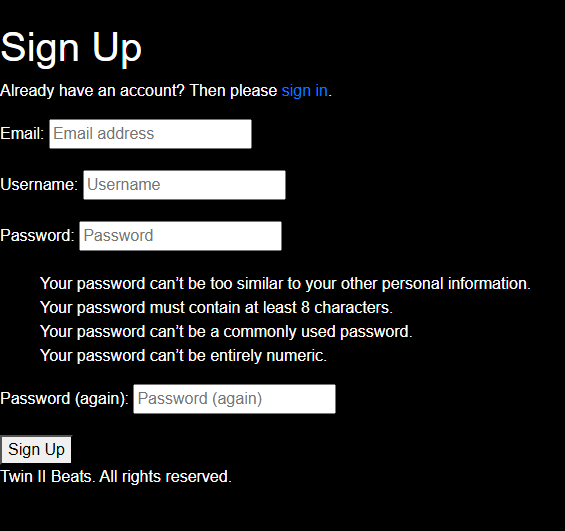 Sign Up
Already have an account? Then please sign in.
Email: Email address
Username: Username
Password: Password
Your password can’t be too similar to your other personal information.
Your password must contain at least 8 characters.
Your password can’t be a commonly used password.
Your password can’t be entirely numeric.
Password (again): Password (again)
Sign Up
Twin II Beats. All rights reserved.